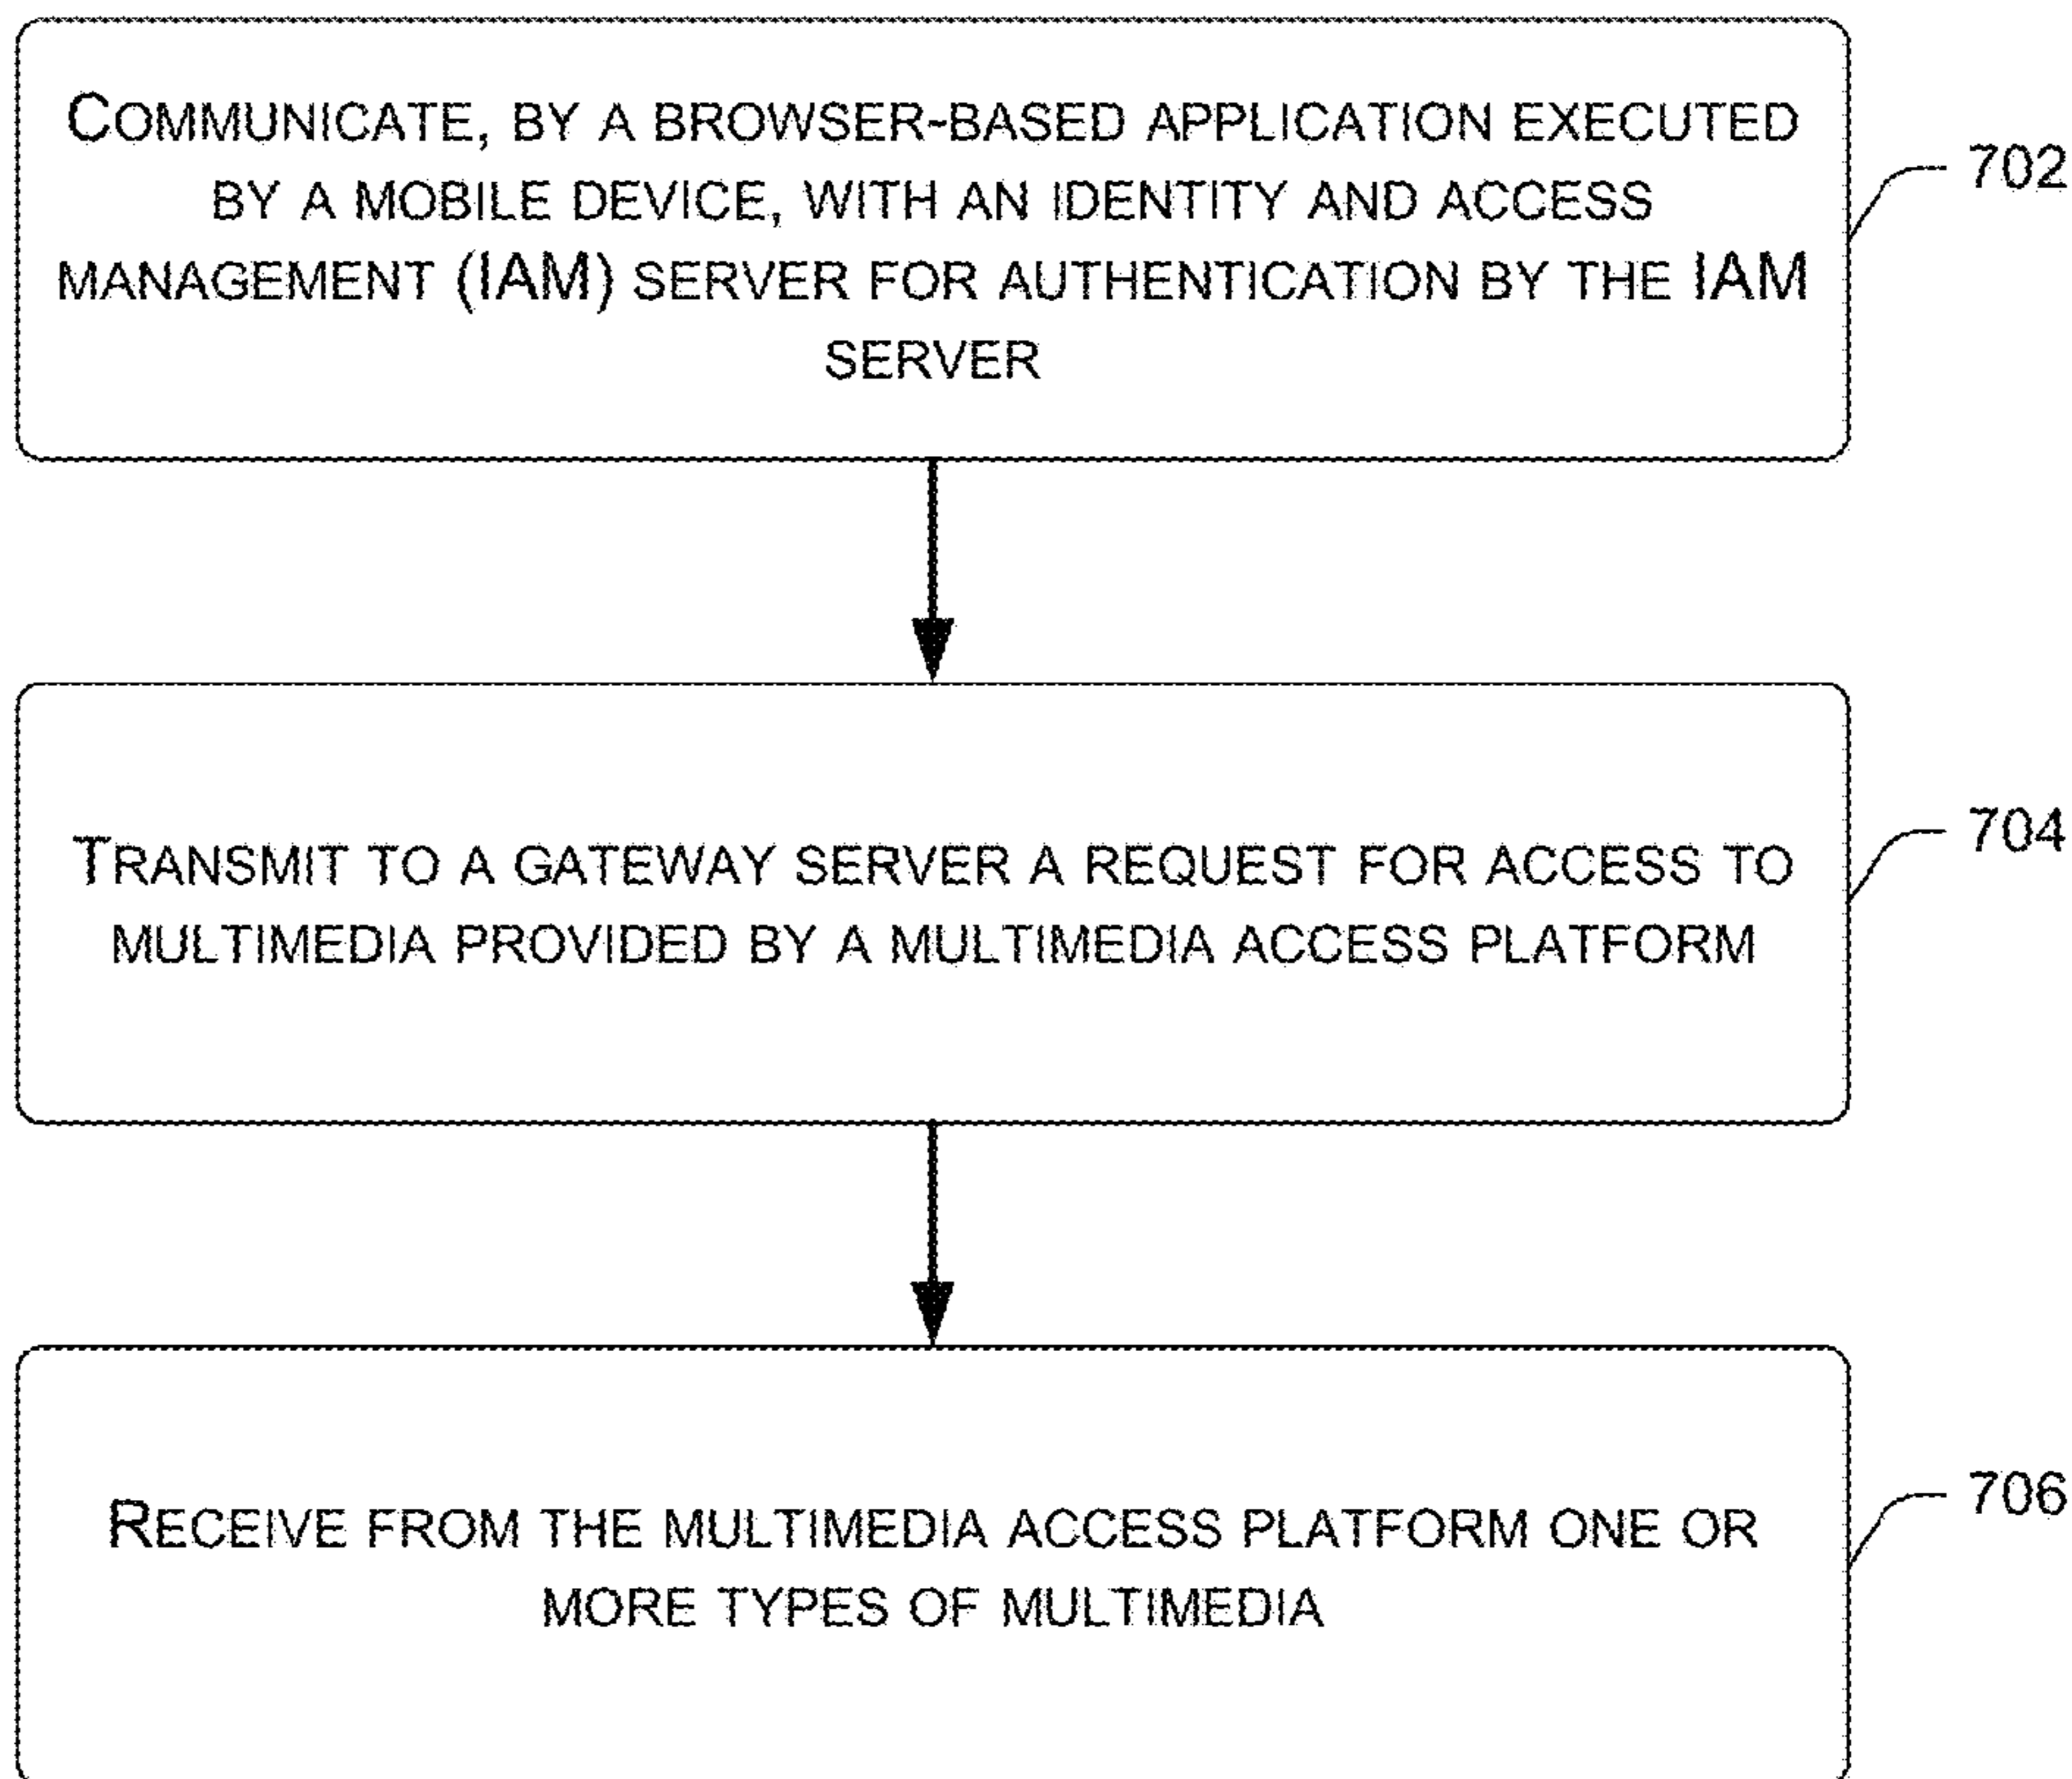 COMMUNICATE, BY A BROWSER-BASED APPLICATION EXECUTED
BY A MOBILE DEVICE, WITH AN IDENTITY AND ACCESS
MANAGEMENT (IAM) SERVER FOR AUTHENTICATION BY THE IAM
SERVER
702
TRANSMIT TO A GATEWAY SERVER A REQUEST FOR ACCESS TO
MULTIMEDIA PROVIDED BY A MULTIMEDIA ACCESS PLATFORM
704
RECEIVE FROM THE MULTIMEDIA ACCESS PLATFORM ONE OR
MORE TYPES OF MULTIMEDIA
706